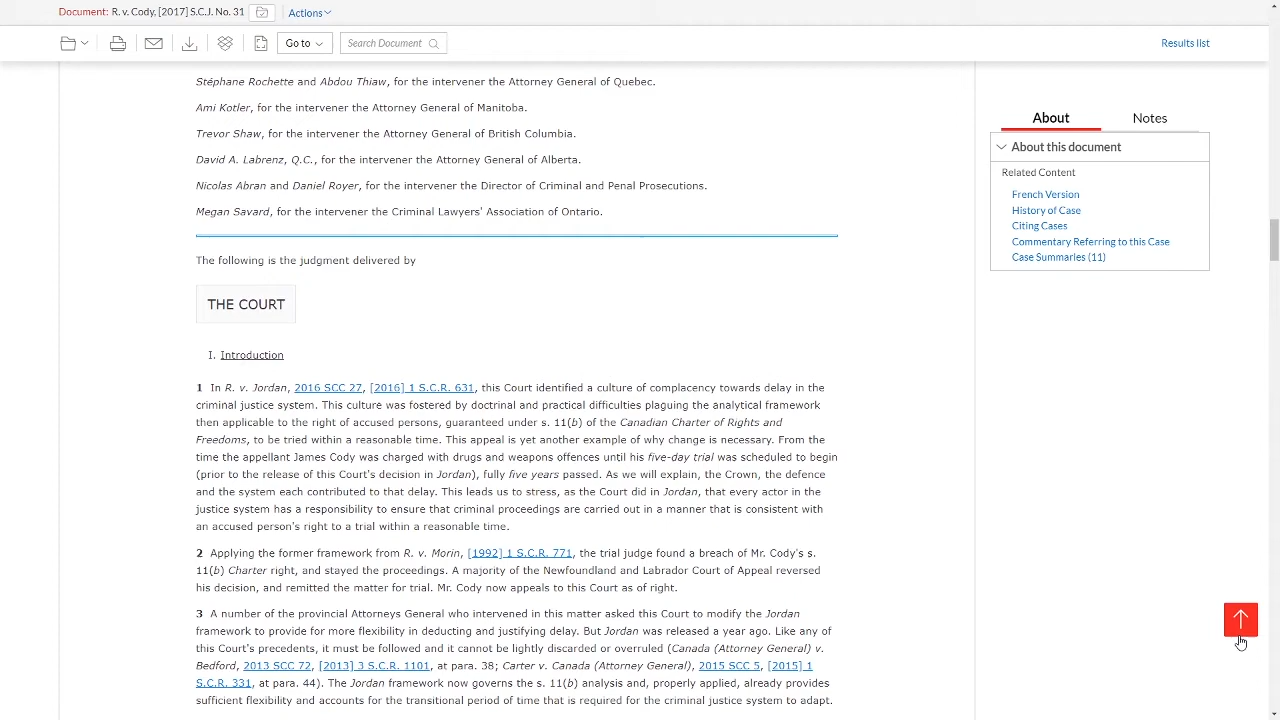 Document: R. v. Cody, [2017] S.C.J. No. 31
Actions
Go to
Search Document
Results list
Stéphane Rochette and Abdou Thiaw, for the intervener the Attorney General of Quebec.
Ami Kotler, for the intervener the Attorney General of Manitoba.
Trevor Shaw, for the intervener the Attorney General of British Columbia.
David A. Labrenz, Q.C., for the intervener the Attorney General of Alberta.
Nicolas Abran and Daniel Royer, for the intervener the Director of Criminal and Penal Prosecutions.
Megan Savard, for the intervener the Criminal Lawyers' Association of Ontario.
The following is the judgment delivered by
THE COURT
I. Introduction
1 In R. v. Jordan, 2016 SCC 27, [2016] 1 S.C.R. 631, this Court identified a culture of complacency towards delay in the
criminal justice system. This culture was fostered by doctrinal and practical difficulties plaguing the analytical framework
then applicable to the right of accused persons, guaranteed under s. 11(b) of the Canadian Charter of Rights and
Freedoms, to be tried within a reasonable time. This appeal is yet another example of why change is necessary. From the
time the appellant James Cody was charged with drugs and weapons offences until his five-day trial was scheduled to begin
(prior to the release of this Court's decision in Jordan), fully five years passed. As we will explain, the Crown, the defence
and the system each contributed to that delay. This leads us to stress, as the Court did in Jordan, that every actor in the
justice system has a responsibility to ensure that criminal proceedings are carried out in a manner that is consistent with
an accused person's right to a trial within a reasonable time.
2 Applying the former framework from R. v. Morin, [1992] 1 S.C.R. 771, the trial judge found a breach of Mr. Cody's s.
11(b) Charter right, and stayed the proceedings. A majority of the Newfoundland and Labrador Court of Appeal reversed
his decision, and remitted the matter for trial. Mr. Cody now appeals to this Court as of right.
3 A number of the provincial Attorneys General who intervened in this matter asked this Court to modify the Jordan
framework to provide for more flexibility in deducting and justifying delay. But Jordan was released a year ago. Like any of
this Court's precedents, it must be followed and it cannot be lightly discarded or overruled (Canada (Attorney General) v.
Bedford, 2013 SCC 72, [2013] 3 S.C.R. 1101, at para. 38; Carter v. Canada (Attorney General), 2015 SCC 5, [2015] 1
S.C.R. 331, at para. 44). The Jordan framework now governs the s. 11(b) analysis and, properly applied, already provides
sufficient flexibility and accounts for the transitional period of time that is required for the criminal justice system to adapt.
About
Notes
About this document
Related Content
French Version
History of Case
Citing Cases
Commentary Referring to this Case
Case Summaries (11)